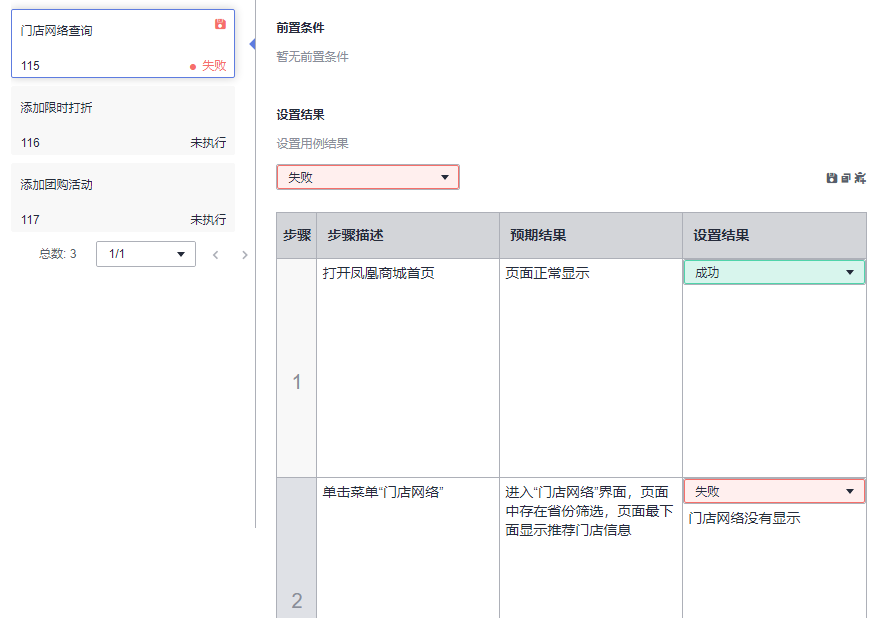 门店网络查询
115
失败
添加限时打折
116
未执行
添加团购活动
117
未执行
总数: 3
1/1
前置条件
暂无前置条件
设置结果
设置用例结果
失败
步骤
步骤描述
预期结果
设置结果
1
打开凤凰商城首页
页面正常显示
成功
2
单击菜单“门店网络”
进入“门店网络”界面，页面
中存在省份筛选，页面最下
面显示推荐门店信息
失败
门店网络没有显示